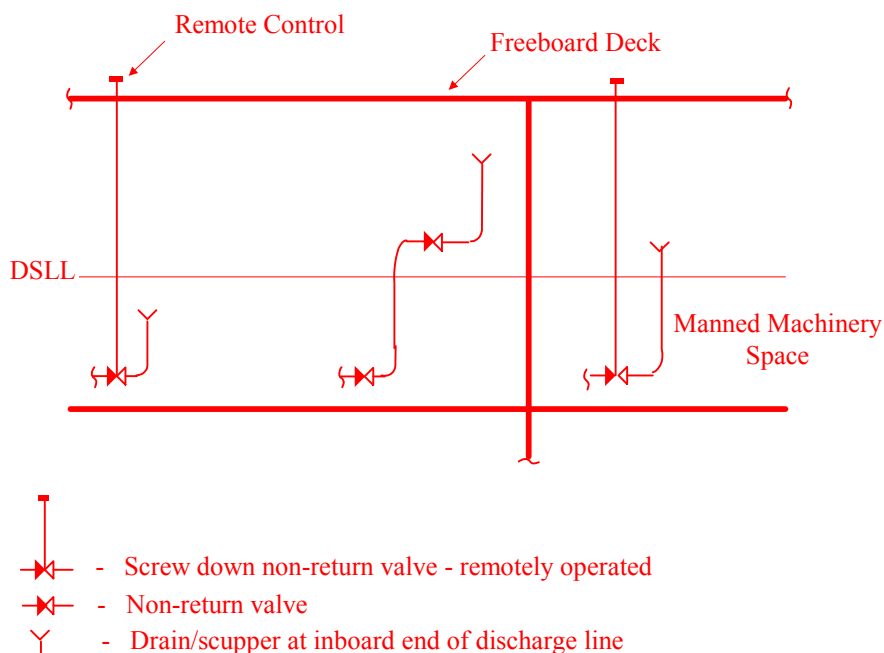 Remote Control
Freeboard Deck
DSLL
Manned Machinery
Space
- Screw down non-return valve - remotely operated
- Non-return valve
- Drain/scupper at inboard end of discharge line